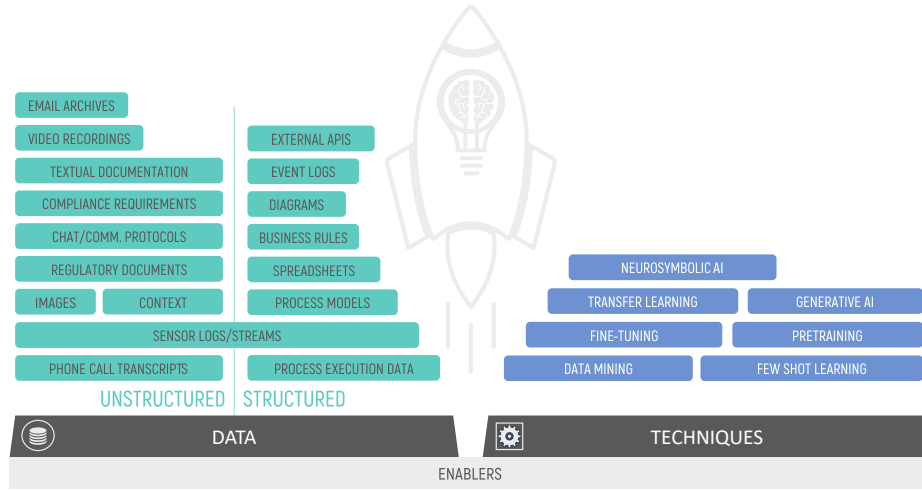 EMAIL ARCHIVES
VIDEO RECORDINGS
TEXTUAL DOCUMENTATION
COMPLIANCE REQUIREMENTS
CHAT/COMM. PROTOCOLS
REGULATORY DOCUMENTS
IMAGES
CONTEXT
SENSOR LOGS/STREAMS
PHONE CALL TRANSCRIPTS
UNSTRUCTURED
EXTERNAL APIS
EVENT LOGS
DIAGRAMS
BUSINESS RULES
SPREADSHEETS
PROCESS MODELS
PROCESS EXECUTION DATA
STRUCTURED
DATA
NEUROSYMBOLIC AI
TRANSFER LEARNING
GENERATIVE AI
FINE-TUNING
PRETRAINING
DATA MINING
FEW SHOT LEARNING
TECHNIQUES
ENABLERS